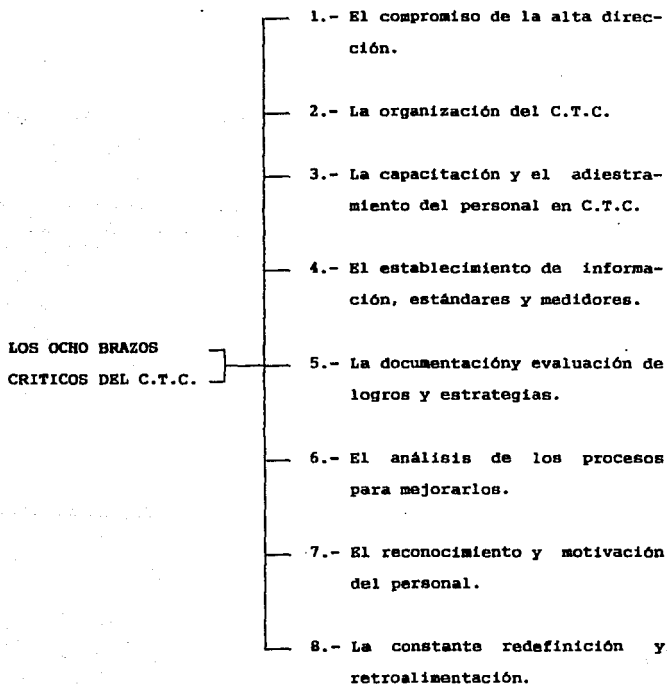 1.- El compromiso de la alta direc-
ción.
2.- La organización del C.T.C.
3.- La capacitación y el adiestra-
miento del personal en C.T.C.
4.- El establecimiento de informa-
ción, estándares y medidores.
LOS OCHO BRAZOS
CRITICOS DEL C.T.C.
5.- La documentacióny evaluación de
logros y estrategias.
6.- El análisis de los procesos
para mejorarlos.
7.- El reconocimiento y motivación
del personal.
8.- La constante redefinición y
retroalimentación.